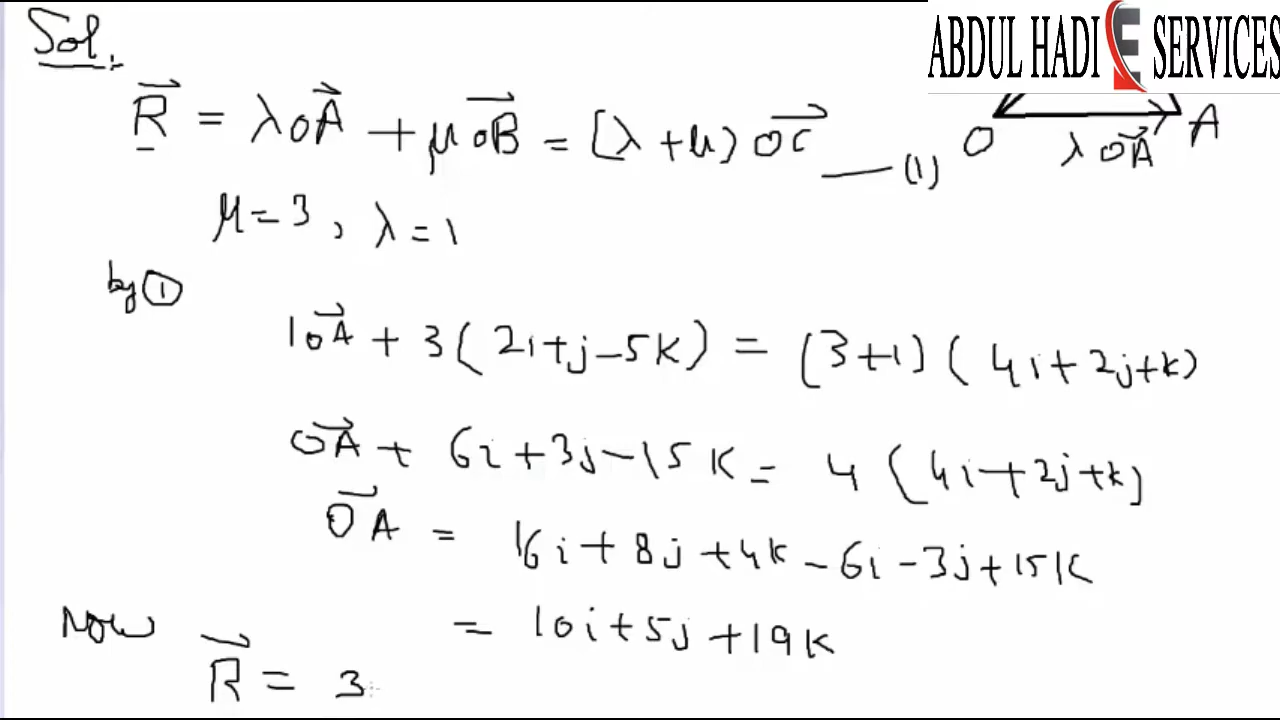 Sol.
ABDUL HADI E SERVICES
R⃗ = λOA⃗ + μOB⃗ = (λ+μ) OC⃗ —(1)
O λOA⃗ A
μ=3, λ=1
by ①
1OA⃗ + 3(2i+j−5k) = (3+1)(4i+2j+k)
OA⃗ + 6i+3j−15k = 4(4i+2j+k)
OA⃗ = 16i+8j+4k−6i−3j+15k
= 10i+5j+19k
Now
R⃗ = 3